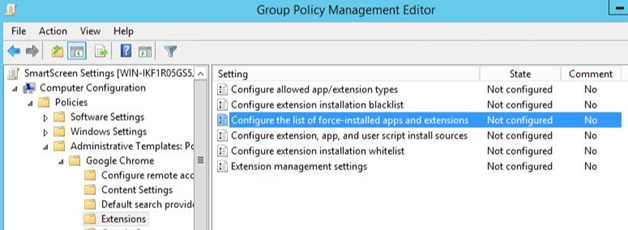 Group Policy Management Editor
File Action View Help
SmartScreen Settings [WIN-IKF1R05GS5.
Computer Configuration
Policies
Software Settings
Windows Settings
Administrative Templates: Po
Google Chrome
Configure remote acc
Content Settings
Default search provide
Extensions
Setting State Comment
Configure allowed app/extension types Not configured No
Configure extension installation blacklist Not configured No
Configure the list of force-installed apps and extensions Not configured No
Configure extension, app, and user script install sources Not configured No
Configure extension installation whitelist Not configured No
Extension management settings Not configured No